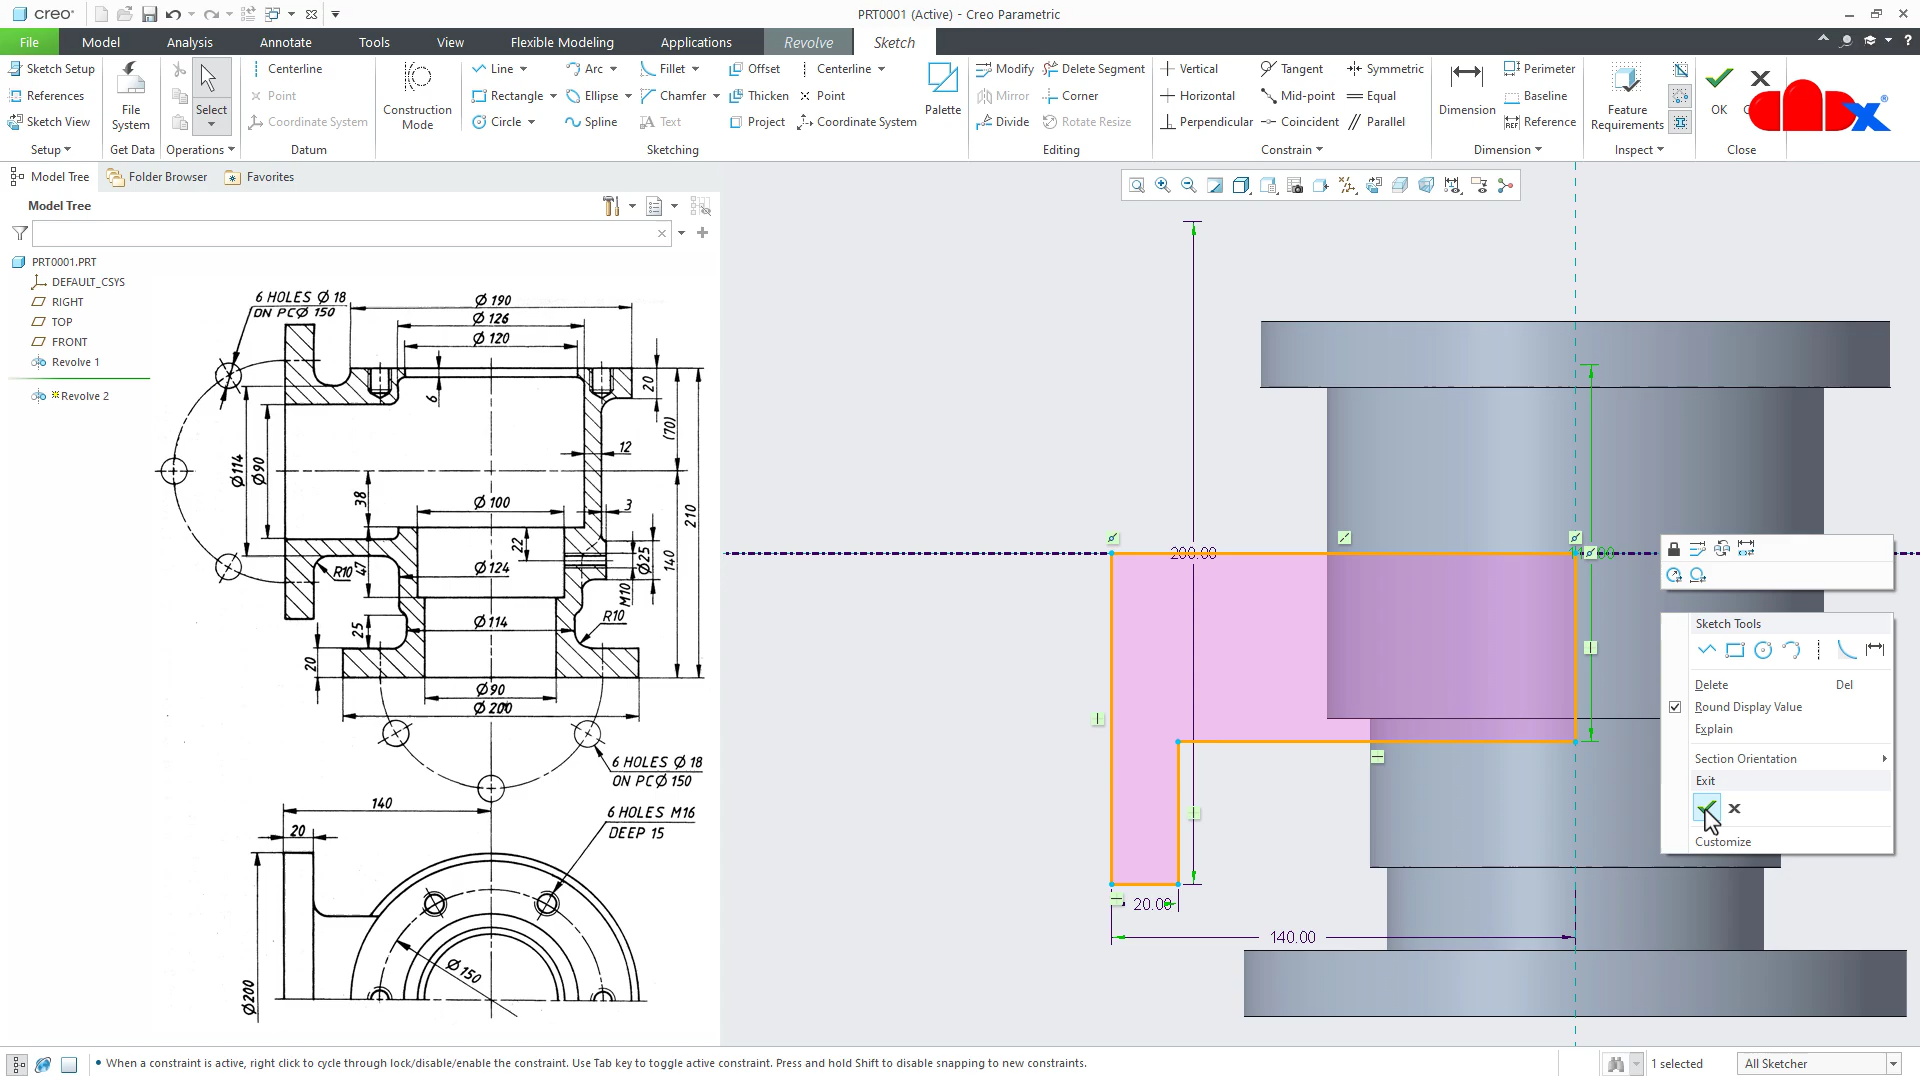 creo
PRT0001 (Active) - Creo Parametric
File
Model
Analysis
Annotate
Tools
View
Flexible Modeling
Applications
Revolve
Sketch
Sketch Setup
References
Sketch View
Setup
File
System
Get Data
Select
Operations
Centerline
Point
Coordinate System
Datum
Construction
Mode
Line
Arc
Fillet
Offset
Centerline
Rectangle
Ellipse
Chamfer
Thicken
Point
Circle
Spline
Text
Project
Coordinate System
Palette
Sketching
Modify
Delete Segment
Mirror
Corner
Divide
Rotate Resize
Editing
Vertical
Tangent
Symmetric
Horizontal
Mid-point
Equal
Perpendicular
Coincident
Parallel
Constrain
Dimension
Perimeter
Baseline
REF
Reference
Dimension
Feature
Requirements
Inspect
OK
Close
Model Tree
Folder Browser
Favorites
Model Tree
PRT0001.PRT
DEFAULT_CSYS
RIGHT
TOP
FRONT
Revolve 1
Revolve 2
6 HOLES Ø 18
ON PCØ 150
Ø 190
Ø 126
Ø 120
6
20
(70)
12
Ø114
Ø90
38
Ø 100
3
210
22
Ø25
140
R10
47
Ø 124
M10
R10
25
Ø114
20
Ø90
Ø 200
6 HOLES Ø 18
ON PCØ 150
140
6 HOLES M16
DEEP 15
20
Ø 150
Ø200
200.00
20.00
140.00
Sketch Tools
Delete Del
Round Display Value
Explain
Section Orientation
Exit
Customize
When a constraint is active, right click to cycle through lock/disable/enable the constraint. Use Tab key to toggle active constraint. Press and hold Shift to disable snapping to new constraints.
1 selected
All Sketcher